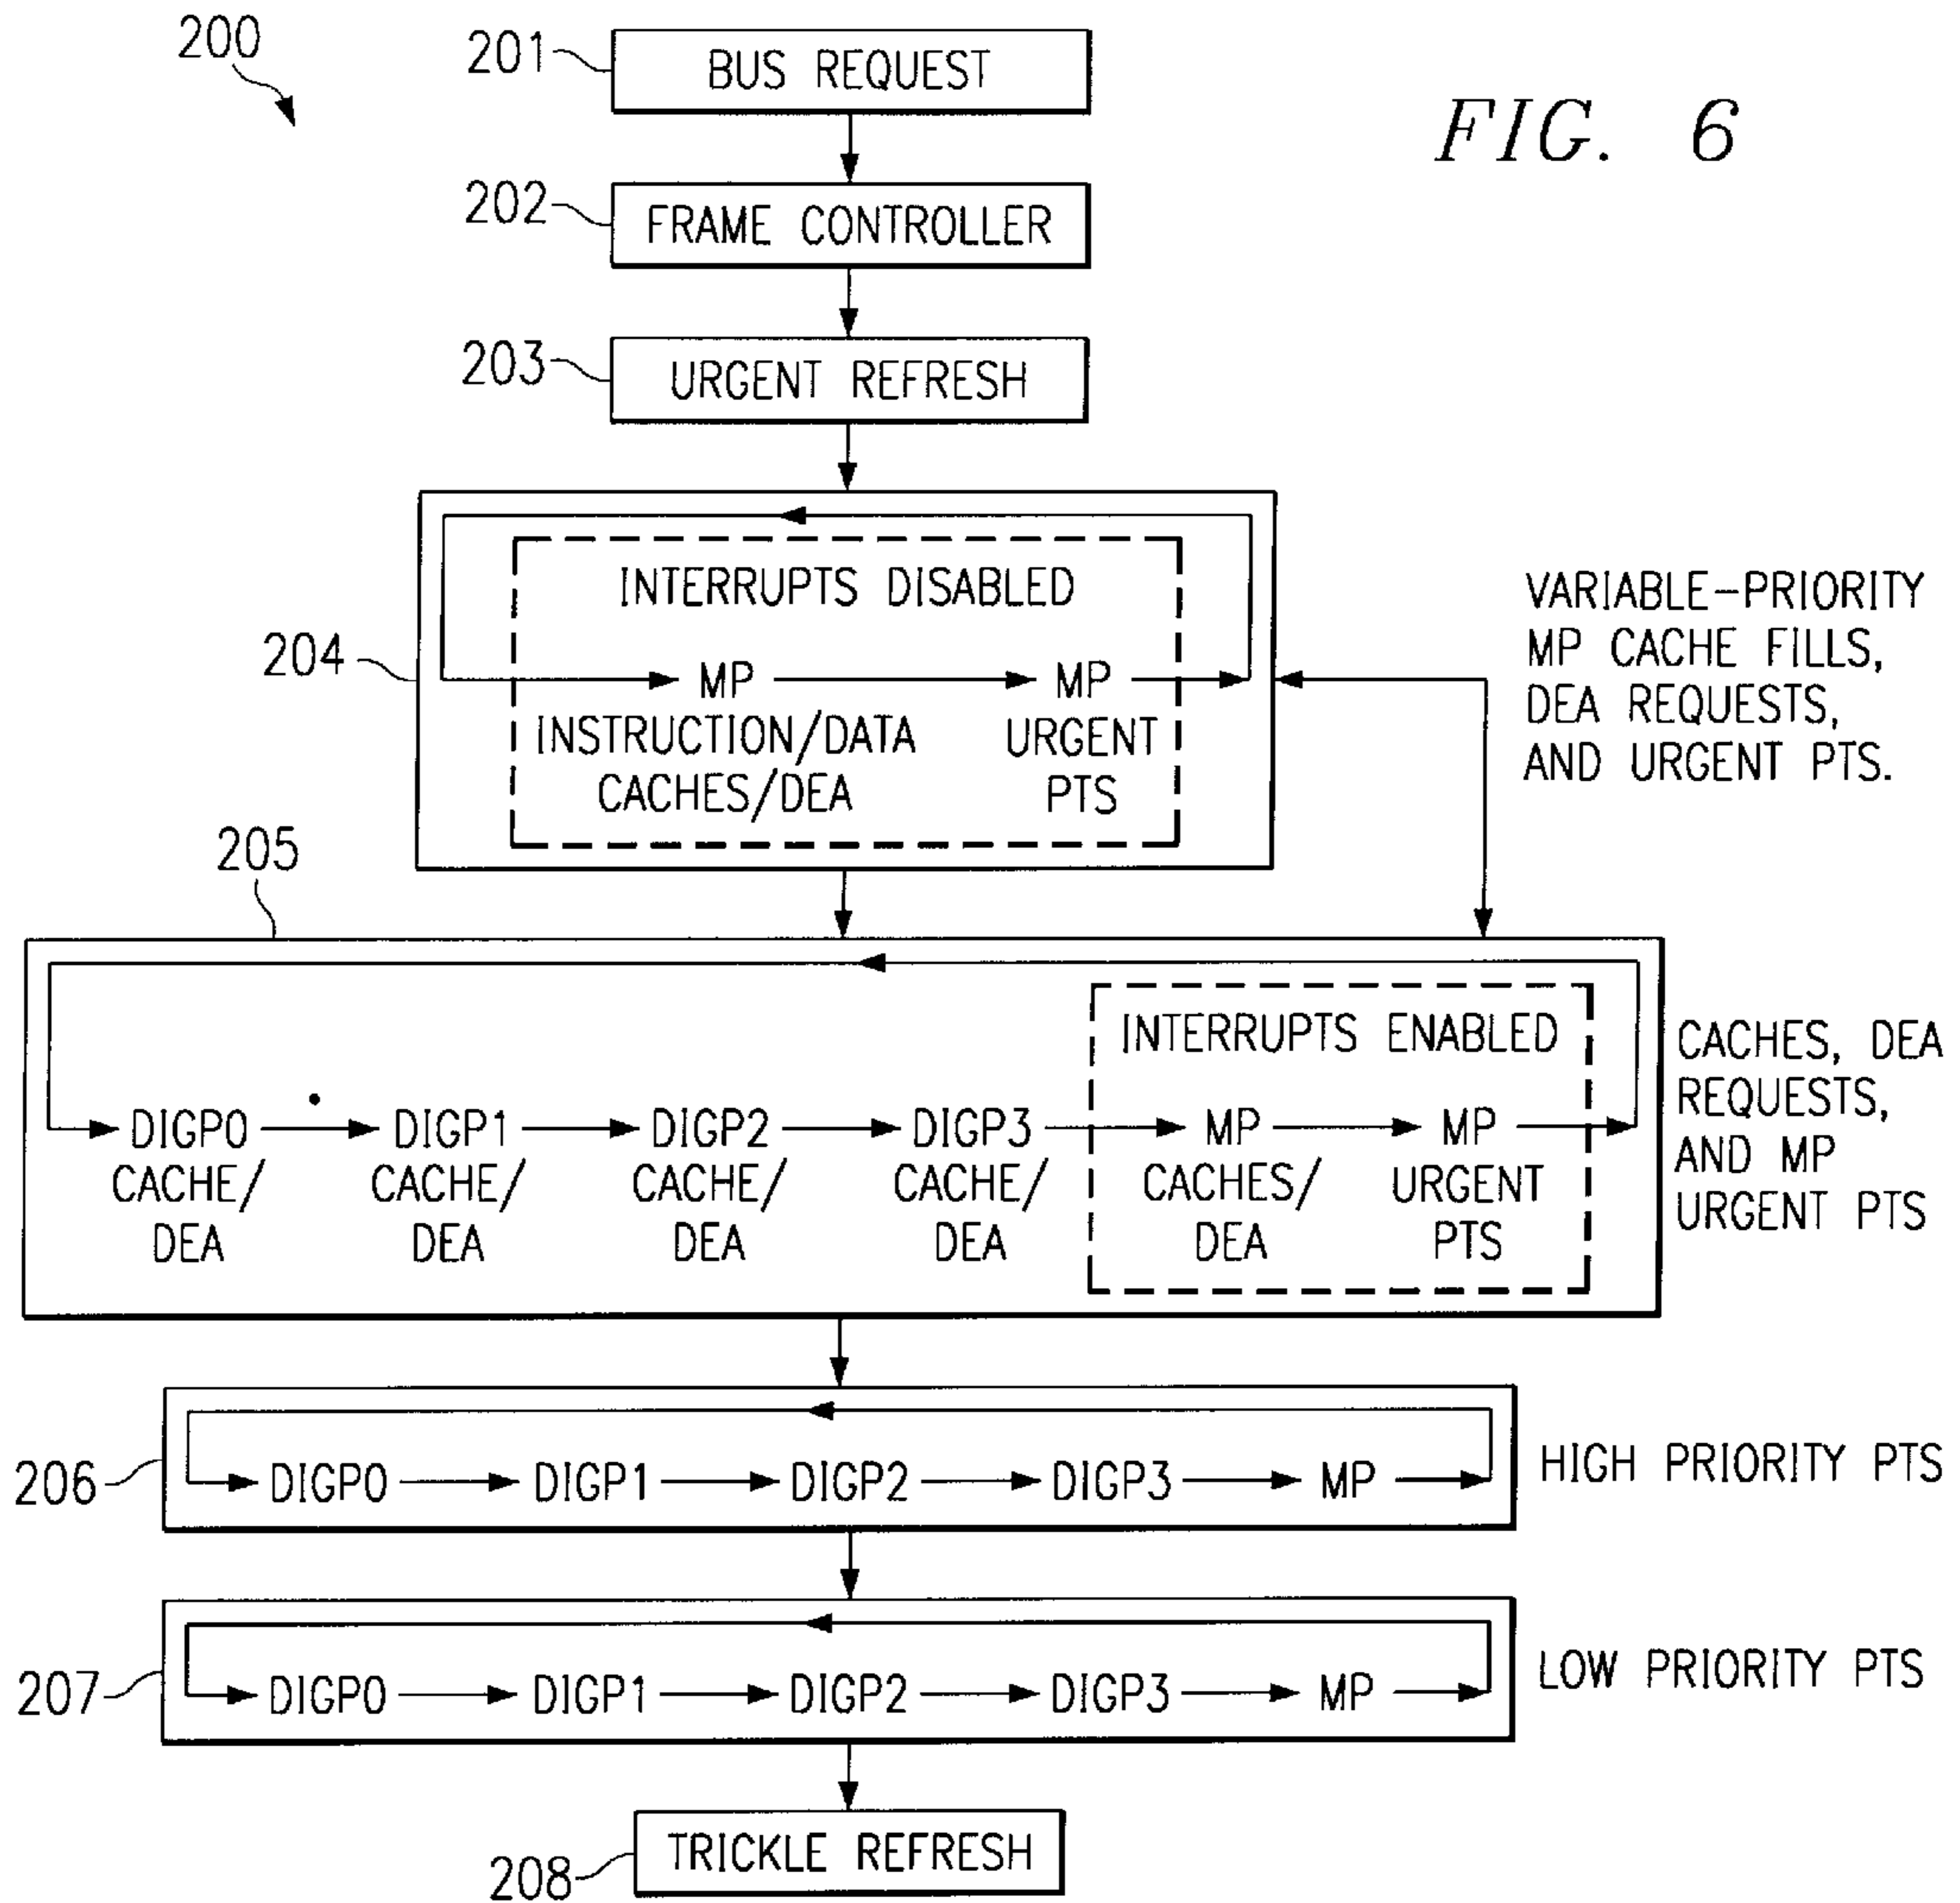 200
201
BUS REQUEST
FIG. 6
202
FRAME CONTROLLER
203
URGENT REFRESH
204
INTERRUPTS DISABLED
MP
INSTRUCTION/DATA
CACHES/DEA
MP
URGENT
PTS
VARIABLE-PRIORITY
MP CACHE FILLS,
DEA REQUESTS,
AND URGENT PTS.
205
DIGP0
CACHE/
DEA
DIGP1
CACHE/
DEA
DIGP2
CACHE/
DEA
DIGP3
CACHE/
DEA
INTERRUPTS ENABLED
MP
CACHES/
DEA
MP
URGENT
PTS
CACHES, DEA
REQUESTS,
AND MP
URGENT PTS
206
DIGP0 DIGP1 DIGP2 DIGP3 MP
HIGH PRIORITY PTS
207
DIGP0 DIGP1 DIGP2 DIGP3 MP
LOW PRIORITY PTS
208
TRICKLE REFRESH